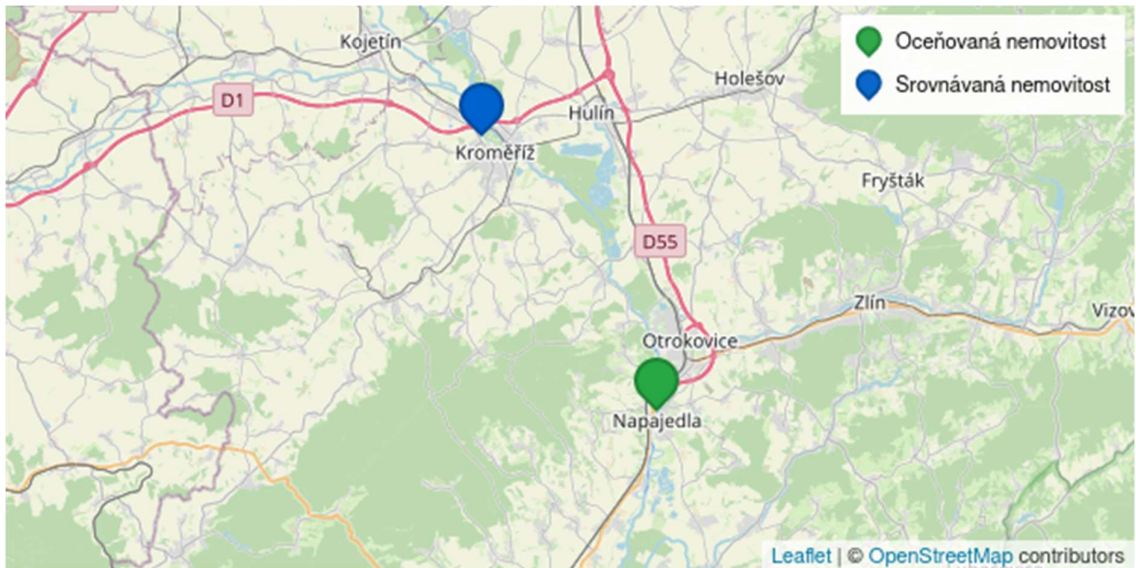 Oceňovaná nemovitost
Srovnávaná nemovitost
Kojetín
Holešov
D1
Hulín
Kroměříž
Fryšták
D55
Zlín
Vizov
Otrokovice
Napajedla
Leaflet | © OpenStreetMap contributors